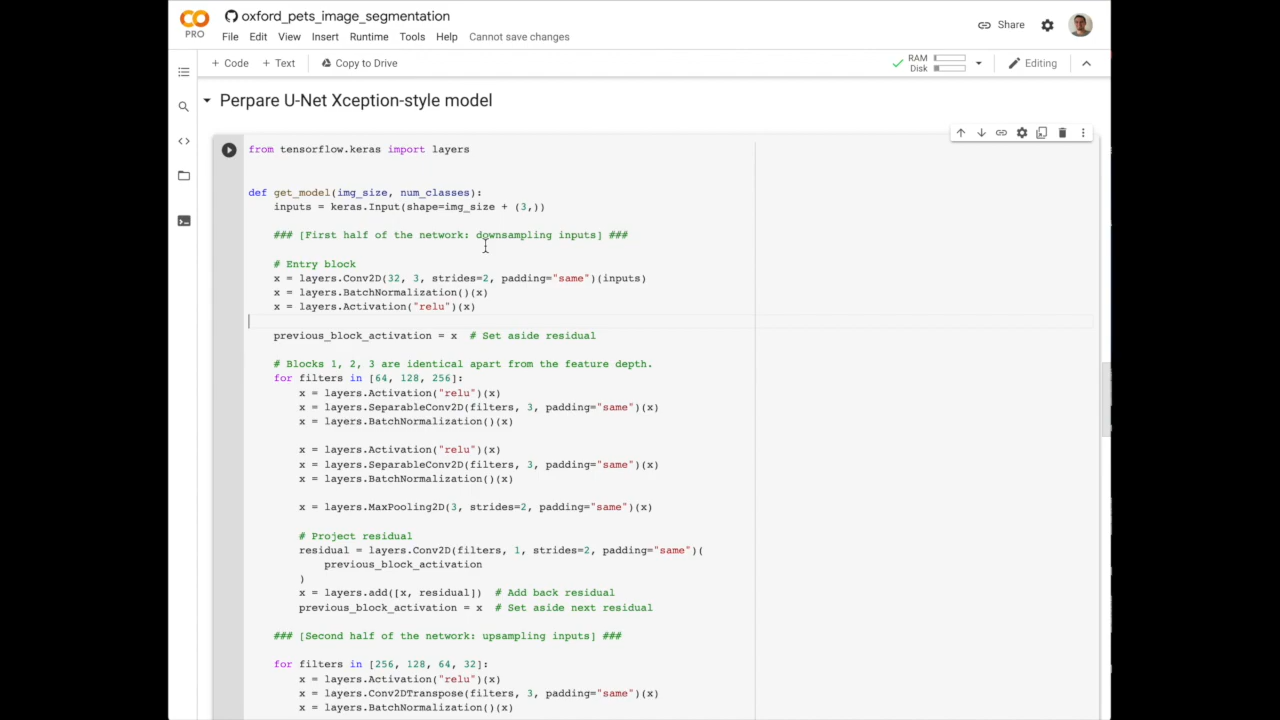 oxford_pets_image_segmentation
PRO
File Edit View Insert Runtime Tools Help Cannot save changes
Share
+ Code + Text Copy to Drive
RAM
Disk
Editing
Perpare U-Net Xception-style model
from tensorflow.keras import layers
def get_model(img_size, num_classes):
    inputs = keras.Input(shape=img_size + (3,))
    ### [First half of the network: downsampling inputs] ###
    # Entry block
    x = layers.Conv2D(32, 3, strides=2, padding="same")(inputs)
    x = layers.BatchNormalization()(x)
    x = layers.Activation("relu")(x)
    previous_block_activation = x  # Set aside residual
    # Blocks 1, 2, 3 are identical apart from the feature depth.
    for filters in [64, 128, 256]:
        x = layers.Activation("relu")(x)
        x = layers.SeparableConv2D(filters, 3, padding="same")(x)
        x = layers.BatchNormalization()(x)
        x = layers.Activation("relu")(x)
        x = layers.SeparableConv2D(filters, 3, padding="same")(x)
        x = layers.BatchNormalization()(x)
        x = layers.MaxPooling2D(3, strides=2, padding="same")(x)
        # Project residual
        residual = layers.Conv2D(filters, 1, strides=2, padding="same")(
            previous_block_activation
        )
        x = layers.add([x, residual])  # Add back residual
        previous_block_activation = x  # Set aside next residual
    ### [Second half of the network: upsampling inputs] ###
    for filters in [256, 128, 64, 32]:
        x = layers.Activation("relu")(x)
        x = layers.Conv2DTranspose(filters, 3, padding="same")(x)
        x = layers.BatchNormalization()(x)